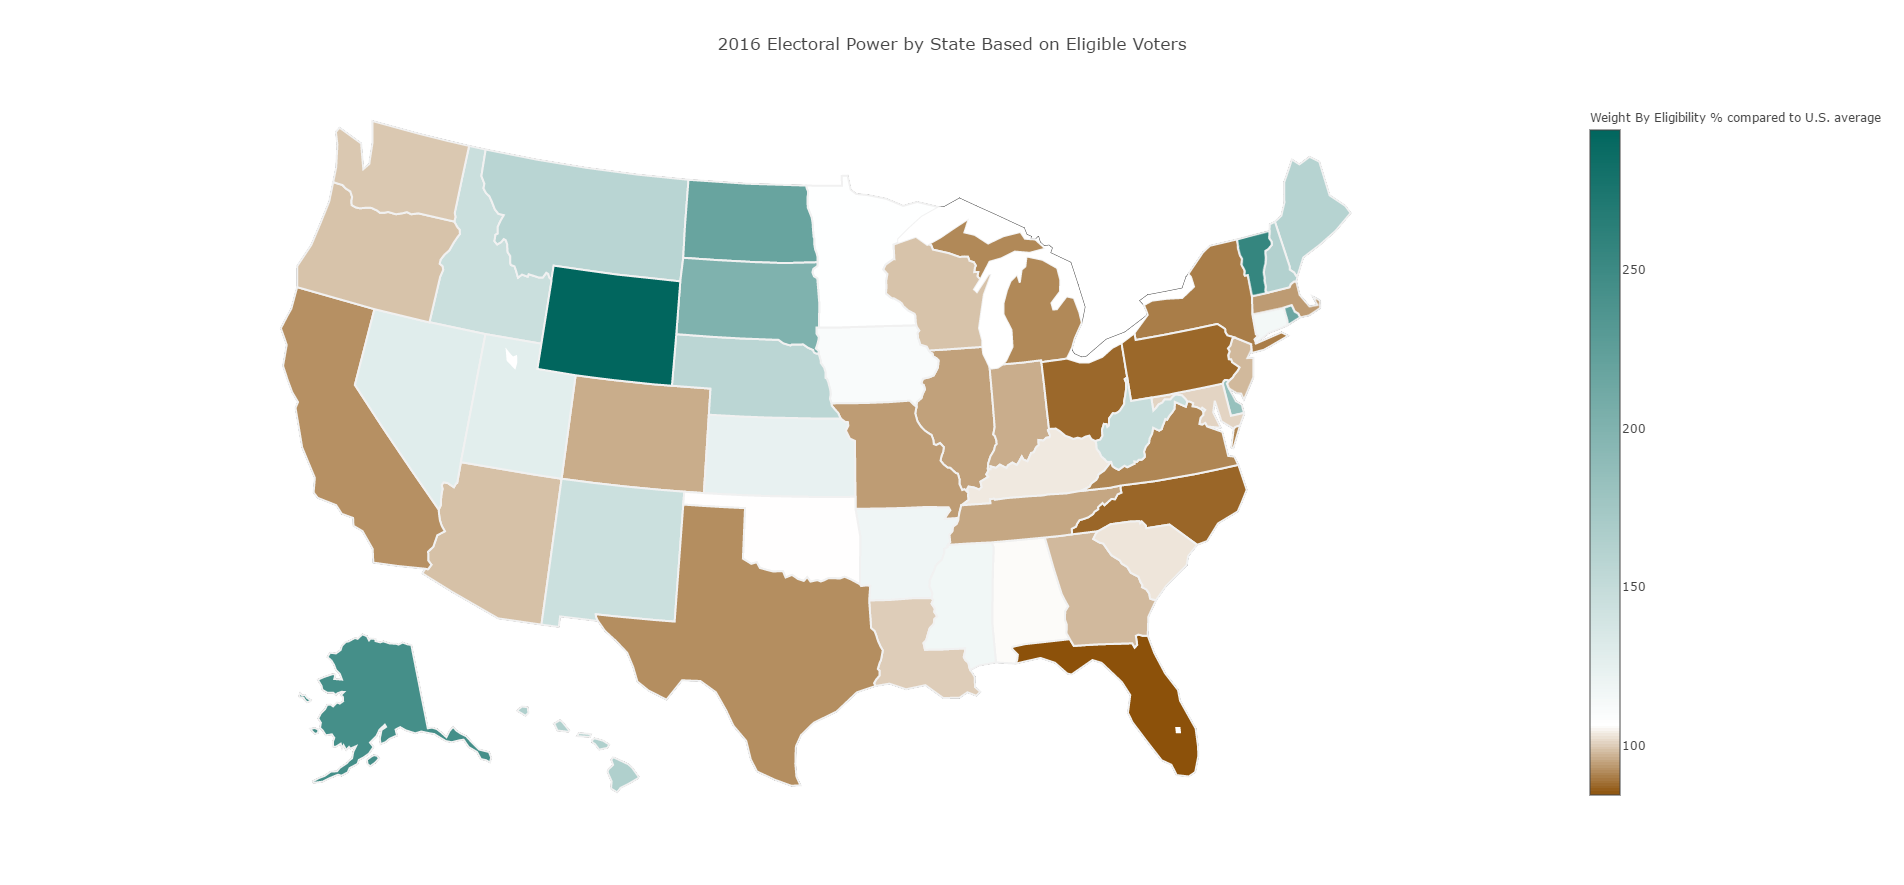 2016 Electoral Power by State Based on Eligible Voters
Weight By Eligibility % compared to U.S. average
250
200
150
100